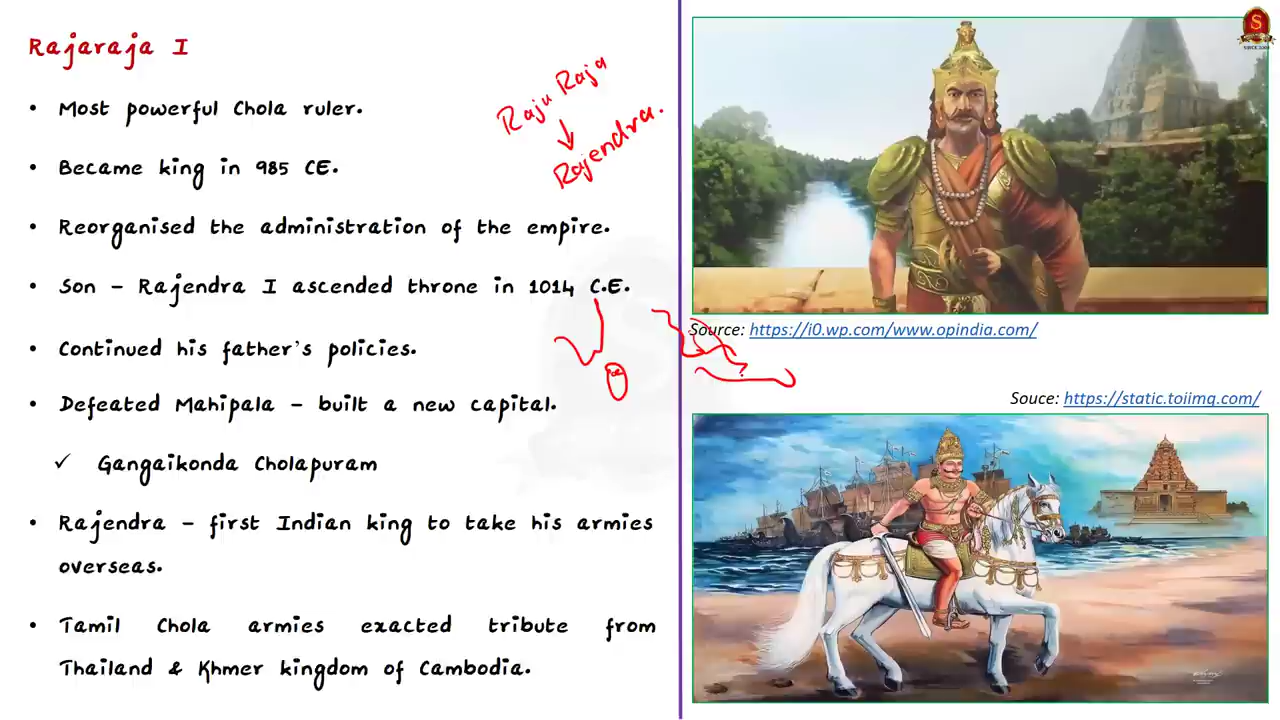 Rajaraja I
• Most powerful Chola ruler.
• Became king in 985 CE.
• Reorganised the administration of the empire.
• Son – Rajendra I ascended throne in 1014 C.E.
• Continued his father's policies.
• Defeated Mahipala – built a new capital.
✓ Gangaikonda Cholapuram
• Rajendra – first Indian king to take his armies
overseas.
• Tamil Chola armies exacted tribute from
Thailand & Khmer kingdom of Cambodia.
Raja Raja
↓
Rajendra.
S
Source: https://i0.wp.com/www.opindia.com/
Souce: https://static.toiimg.com/